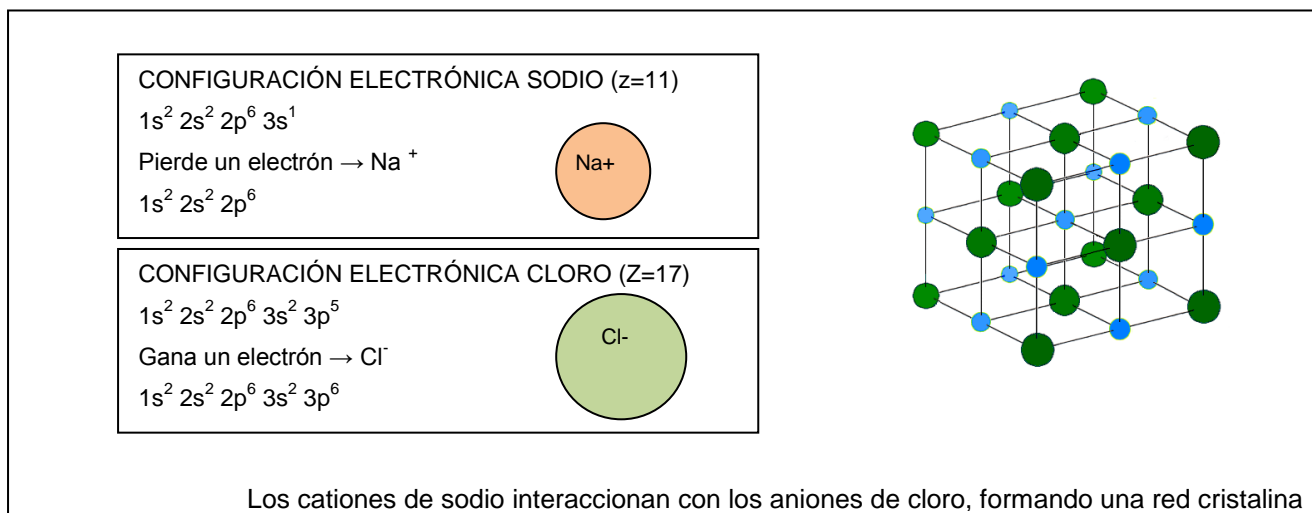 CONFIGURACIÓN ELECTRÓNICA SODIO (z=11)
1s² 2s² 2p⁶ 3s¹
Pierde un electrón → Na ⁺
Na+
1s² 2s² 2p⁶
CONFIGURACIÓN ELECTRÓNICA CLORO (Z=17)
1s² 2s² 2p⁶ 3s² 3p⁵
Cl-
Gana un electrón → Cl⁻
1s² 2s² 2p⁶ 3s² 3p⁶
Los cationes de sodio interaccionan con los aniones de cloro, formando una red cristalina